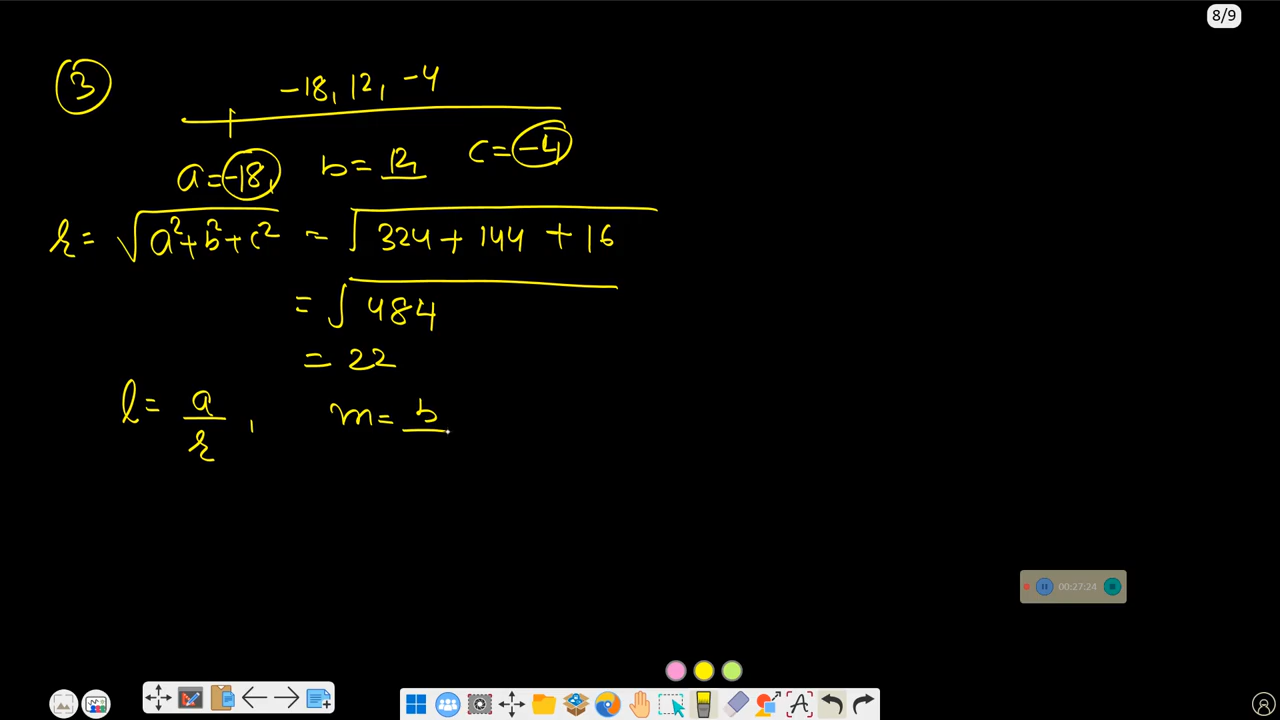 8/9
③ -18, 12, -4
a = -18, b = 12, c = -4
r = √(a²+b²+c²) = √(324 + 144 + 16)
= √484
= 22
l = a/r, m = b/
00:27:24